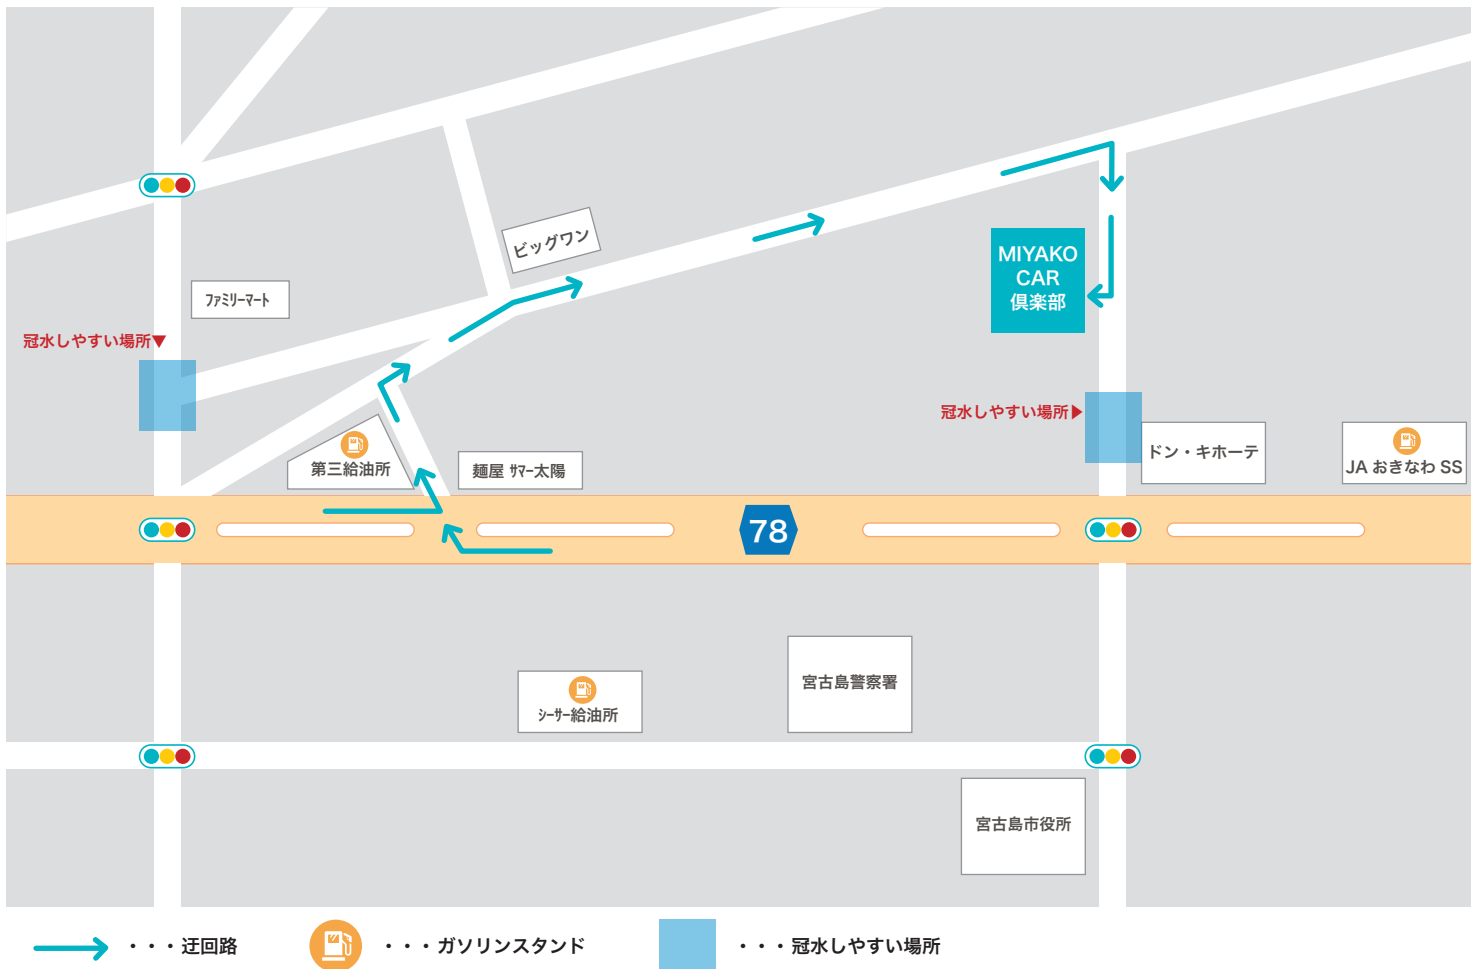 ビッグワン
MIYAKO
CAR
倶楽部
ファミリーマート
冠水しやすい場所▼
冠水しやすい場所▶
第三給油所
麺屋 サマー太陽
ドン・キホーテ
JA おきなわ SS
78
シーサー給油所
宮古島警察署
宮古島市役所
・・・迂回路
・・・ガソリンスタンド
・・・冠水しやすい場所